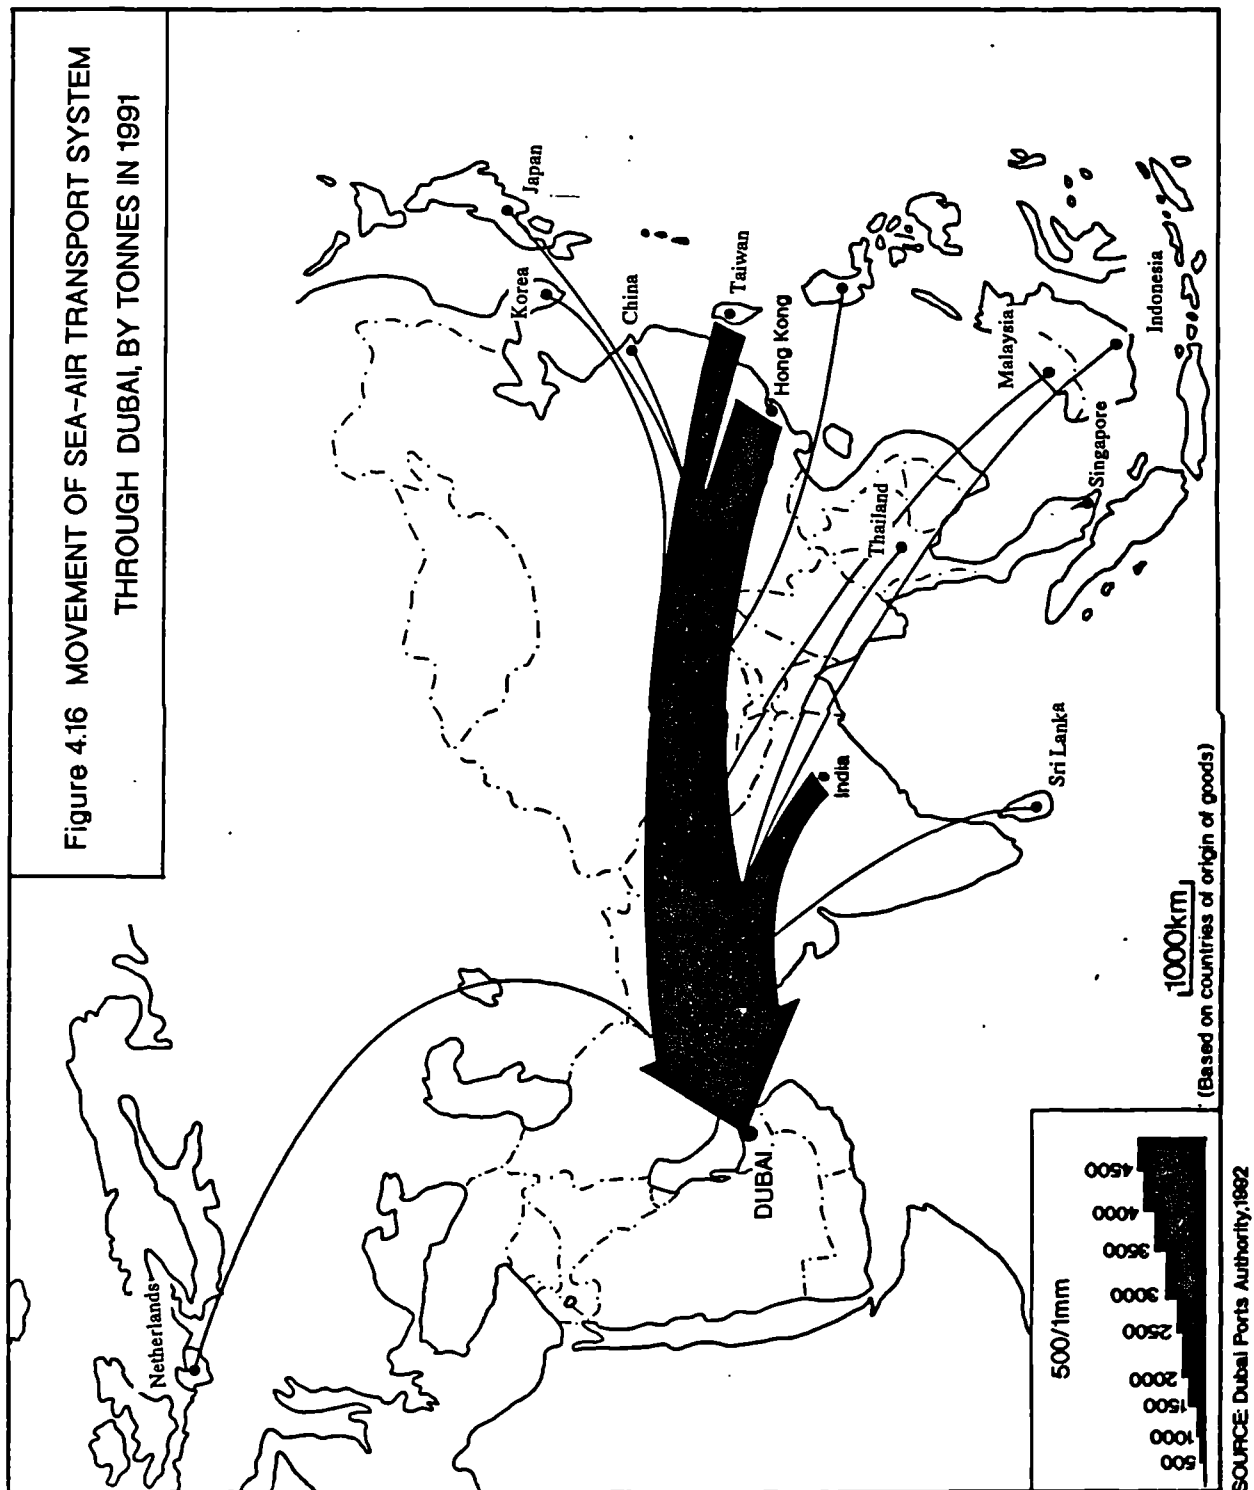 Figure 4.16 MOVEMENT OF SEA-AIR TRANSPORT SYSTEM
THROUGH DUBAI, BY TONNES IN 1991
Netherlands
Japan
Korea
China
Taiwan
Hong Kong
Thailand
Malaysia
Indonesia
Singapore
India
Sri Lanka
DUBAI
1000km
(Based on countries of origin of goods)
500/1mm
500 1000 1500 2000 2500 3000 3500 4000 4500
SOURCE: Dubai Ports Authority,1992